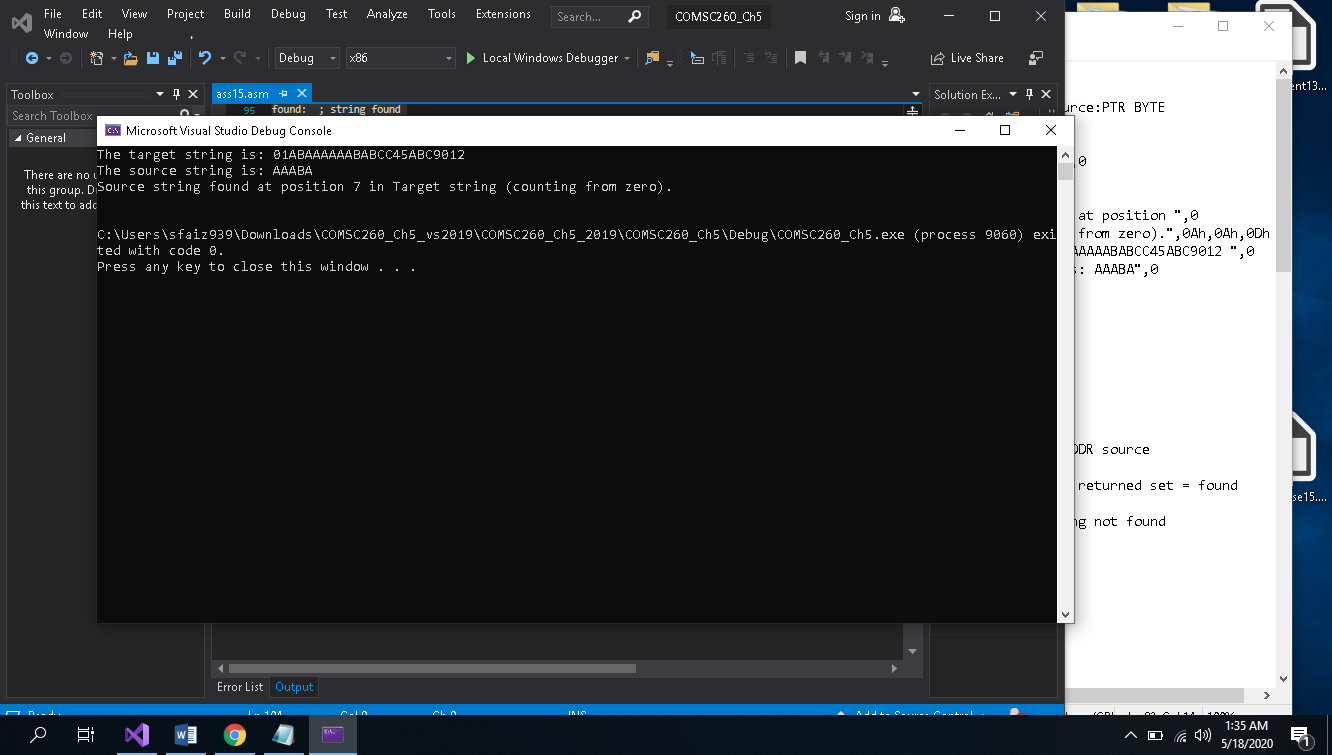 File Edit View Project Build Debug Test Analyze Tools Extensions Search... COMSC260_Ch5 Sign in
Window Help
Debug x86 Local Windows Debugger Live Share
Toolbox
Search Toolbox
General
There are no
this group. D
this text to add
ass15.asm
95 found: ; string found
Solution Ex...
Microsoft Visual Studio Debug Console
The target string is: 01ABAAAAAABABCC45ABC9012
The source string is: AAABA
Source string found at position 7 in Target string (counting from zero).
C:\Users\sfaiz939\Downloads\COMSC260_Ch5_vs2019\COMSC260_Ch5_2019\COMSC260_Ch5\Debug\COMSC260_Ch5.exe (process 9060) exi
ted with code 0.
Press any key to close this window . . .
urce:PTR BYTE
,0
at position ",0
from zero).",0Ah,0Ah,0Dh
AAAAABABCC45ABC9012 ",0
: AAABA",0
DDR source
returned set = found
ng not found
ent13...
se15....
Error List Output
1:35 AM
5/18/2020
1